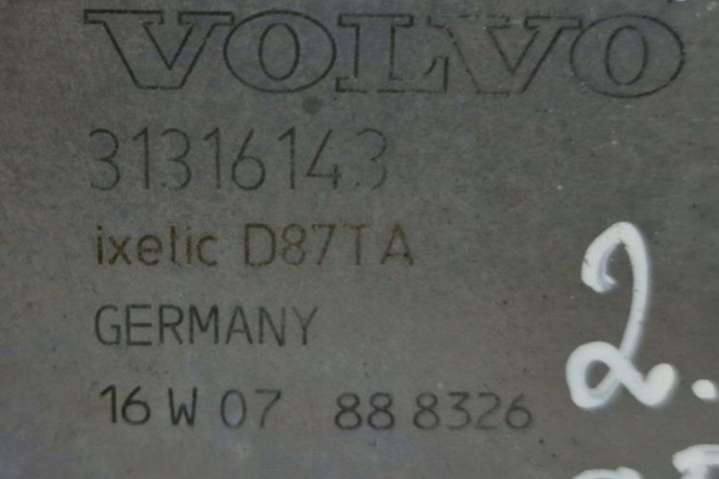 VOLVO
31316143
ixetic D87TA
GERMANY
16 W 07 88 8326
2.